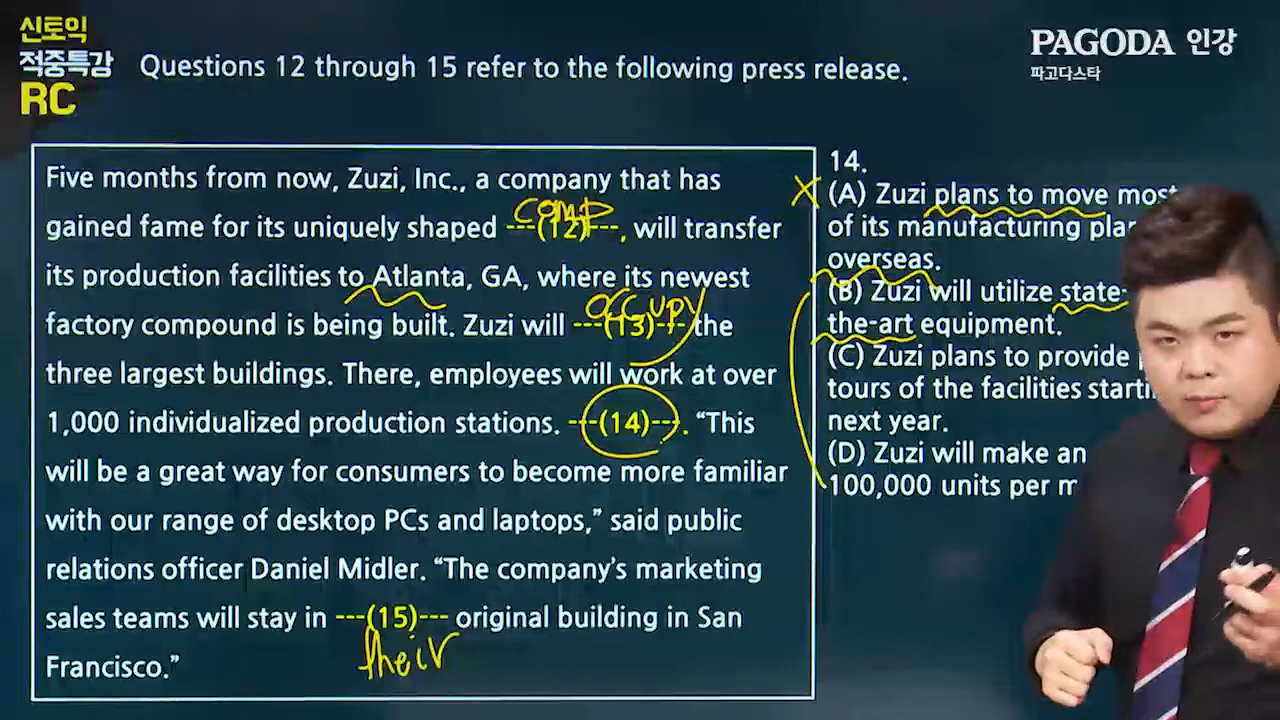 신토익
적중특강
RC
Questions 12 through 15 refer to the following press release.
PAGODA 인강
파고다스타
Five months from now, Zuzi, Inc., a company that has
gained fame for its uniquely shaped ---(12)---, will transfer
comp
its production facilities to Atlanta, GA, where its newest
factory compound is being built. Zuzi will ---(13)--- the
occupy
three largest buildings. There, employees will work at over
1,000 individualized production stations. ---(14)---. “This
will be a great way for consumers to become more familiar
with our range of desktop PCs and laptops,” said public
relations officer Daniel Midler. “The company’s marketing
sales teams will stay in ---(15)--- original building in San
their
Francisco.”
14.
X
(A) Zuzi plans to move most
of its manufacturing
overseas.
(B) Zuzi will utilize state-
the-art equipment.
(C) Zuzi plans to provide
tours of the facilities
next year.
(D) Zuzi will make an
100,000 units per